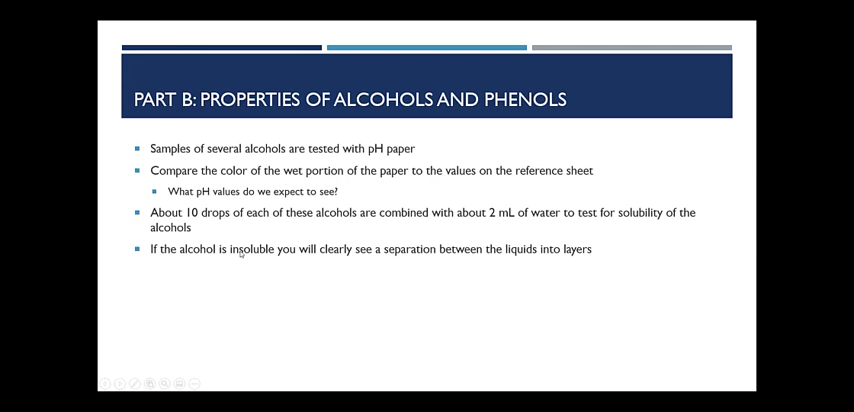 PART B: PROPERTIES OF ALCOHOLS AND PHENOLS
Samples of several alcohols are tested with pH paper
Compare the color of the wet portion of the paper to the values on the reference sheet
What pH values do we expect to see?
About 10 drops of each of these alcohols are combined with about 2 mL of water to test for solubility of the
alcohols
If the alcohol is insoluble you will clearly see a separation between the liquids into layers